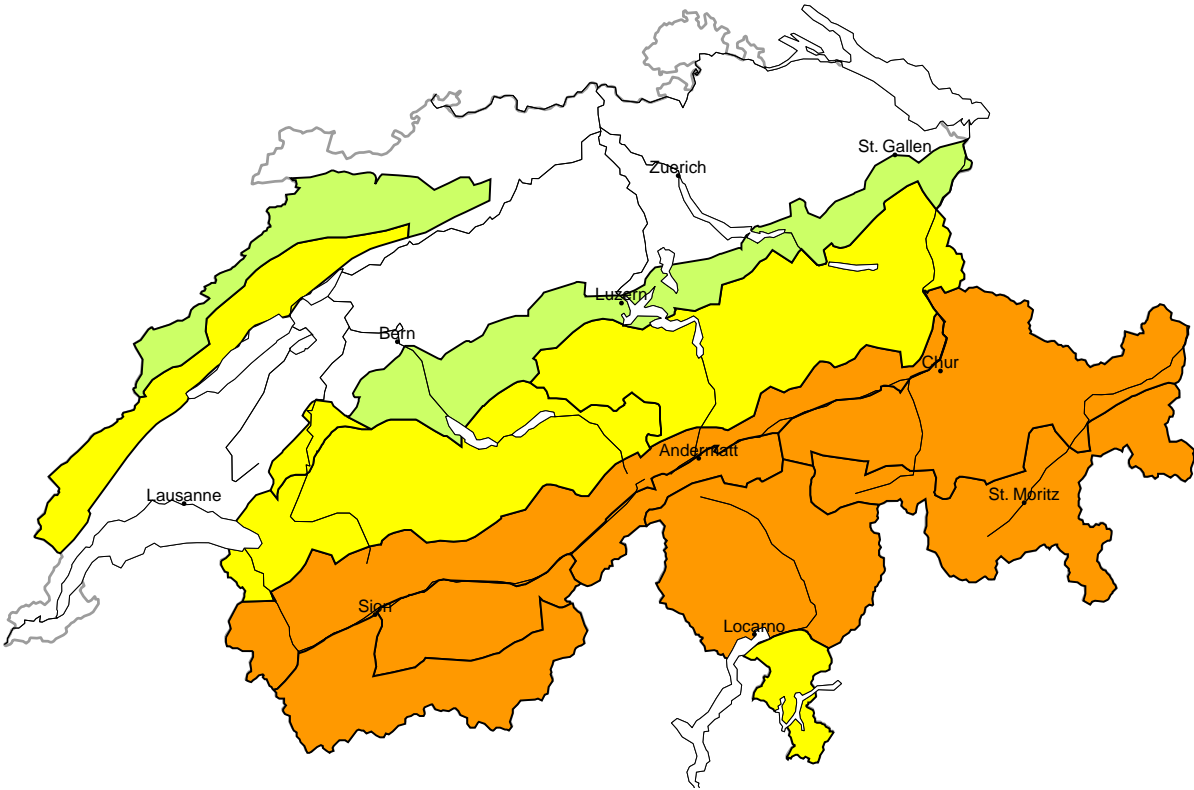 St. Gallen
Zuerich
Luzern
Bern
Chur
Andermatt
St. Moritz
Lausanne
Sion
Locarno